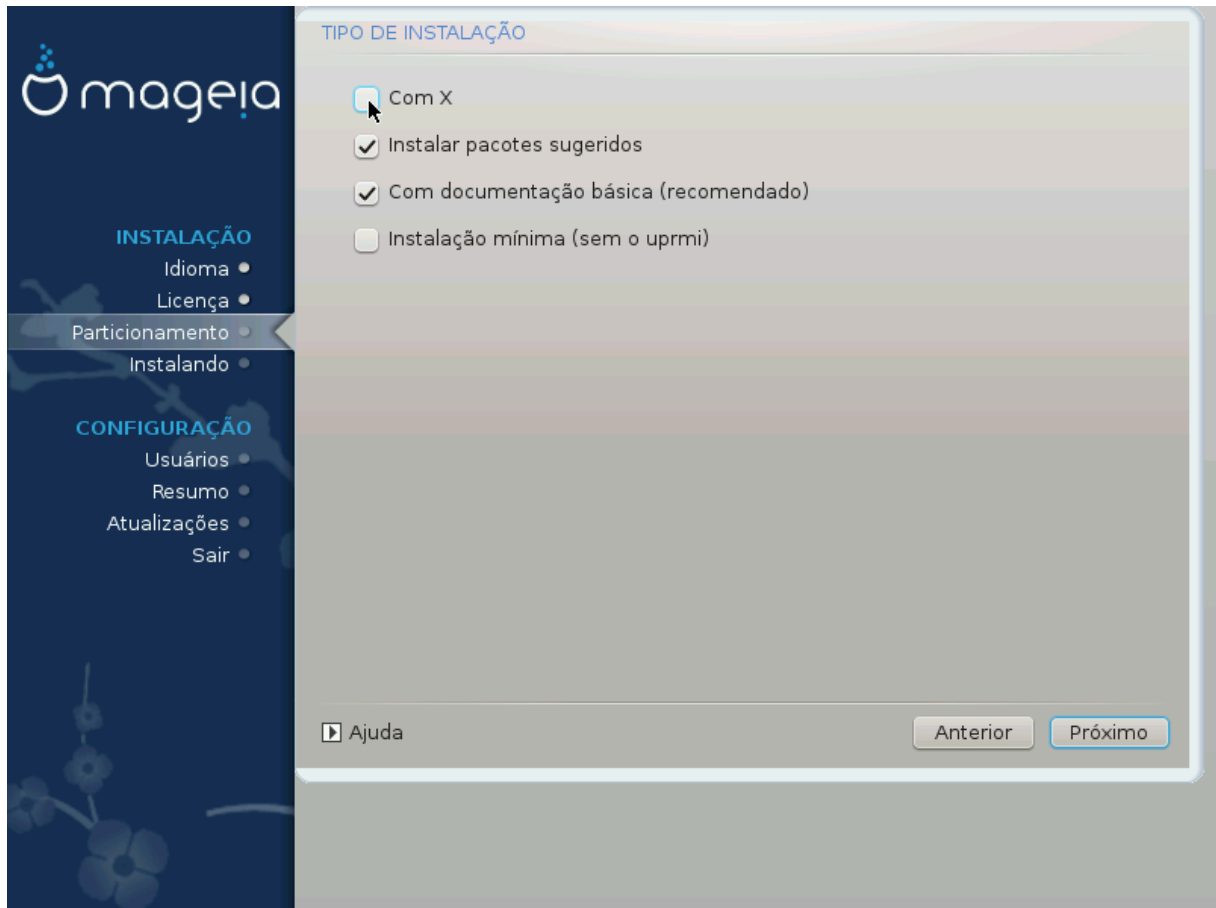 mageia
TIPO DE INSTALAÇÃO
Com X
Instalar pacotes sugeridos
Com documentação básica (recomendado)
Instalação mínima (sem o uprmi)
INSTALAÇÃO
Idioma
Licença
Particionamento
Instalando
CONFIGURAÇÃO
Usuários
Resumo
Atualizações
Sair
Ajuda
Anterior
Próximo